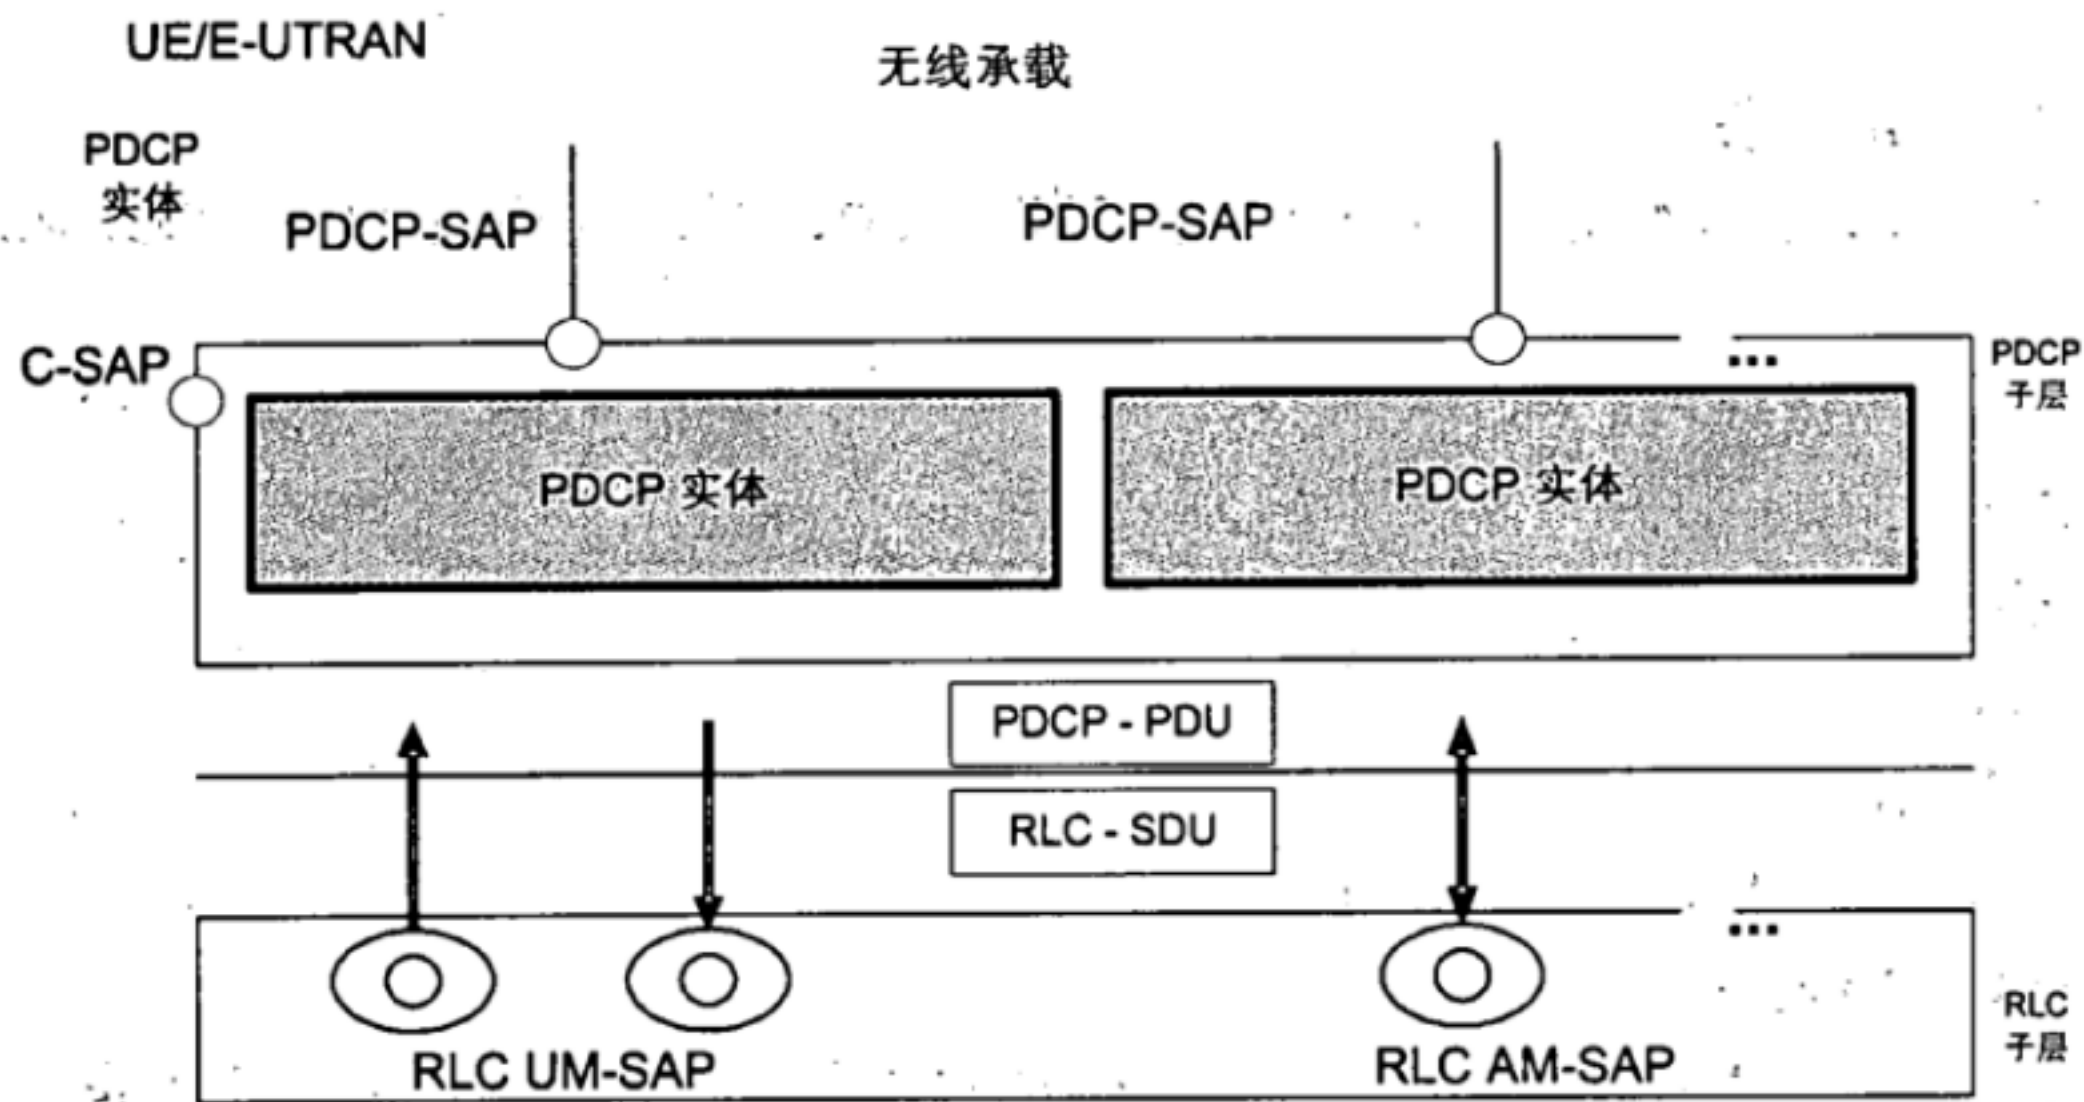 UE/E-UTRAN
无线承载
PDCP
实体
PDCP-SAP
PDCP-SAP
C-SAP
...
PDCP
子层
PDCP 实体
PDCP 实体
PDCP - PDU
RLC - SDU
...
RLC UM-SAP
RLC AM-SAP
RLC
子层